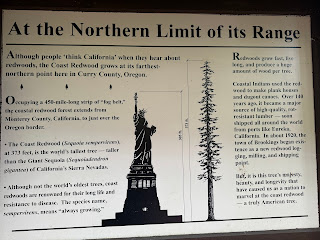 At the Northern Limit of its Range
Although people 'think California' when they hear about
redwoods, the Coast Redwood grows at its farthest-
northern point here in Curry County, Oregon.
Occupying a 450-mile-long strip of "fog belt,"
the coastal redwood forest extends from
Monterey County, California, to just over the
Oregon border.
• The Coast Redwood (Sequoia sempervirens),
at 373 feet, is the world's tallest tree — taller
than the Giant Sequoia (Sequoiadendron
giganteum) of California's Sierra Nevadas.
• Although not the world's oldest trees, coast
redwoods are renowned for their long life and
resistance to disease. The species name,
sempervirens, means "always growing."
Redwoods grow fast, live
long, and produce a huge
amount of wood per tree.
Coastal Indians used the red-
wood to make plank houses
and dugout canoes. Over 140
years ago, it became a major
source of high-quality, rot-
resistant lumber — soon
shipped all around the world
from ports like Eureka,
California. In about 1920, the
town of Brookings began exis-
tence as a new redwood log-
ging, milling, and shipping
point.
But, it is this tree's majesty,
beauty, and longevity that
have caused us as a nation to
marvel at the coast redwood
— a truly American tree.